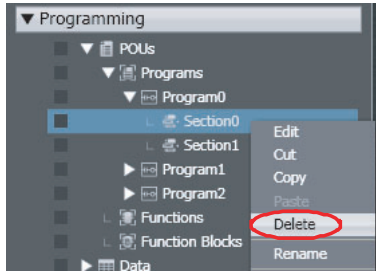 Programming
POUs
Programs
Program0
Section0
Section1
Program1
Program2
Functions
Function Blocks
Data
Edit
Cut
Copy
Paste
Delete
Rename